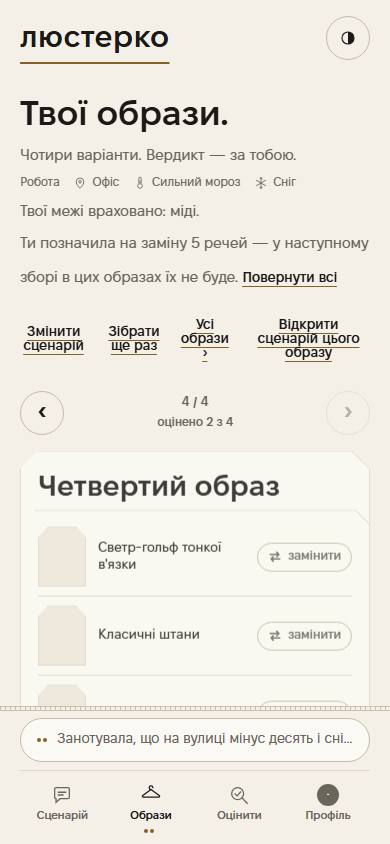 люстерко
Твої образи.
Чотири варіанти. Вердикт — за тобою.
Робота Офіс Сильний мороз Сніг
Твої межі враховано: міді.
Ти позначила на заміну 5 речей — у наступному
зборі в цих образах їх не буде. Повернути всі
Змінити
сценарій
Зібрати
ще раз
Усі
образи
›
Відкрити
сценарій цього
образу
‹
4 / 4
оцінено 2 з 4
›
Четвертий образ
Светр-гольф тонкої
в'язки
замінити
Класичні штани
замінити
Занотувала, що на вулиці мінус десять і сні...
Сценарій
Образи
Оцінити
Профіль